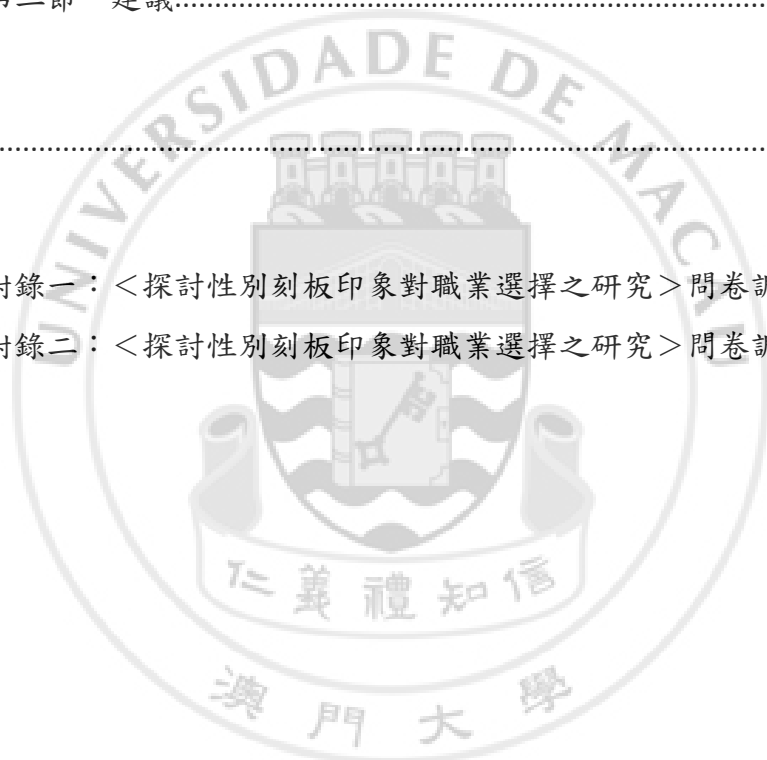 節 建議........................................................................
................................................................................................
錄一：＜探討性別刻板印象對職業選擇之研究＞問卷
錄二：＜探討性別刻板印象對職業選擇之研究＞問卷
UNIVERSIDADE DE MACAU
仁義禮知信
澳門大學